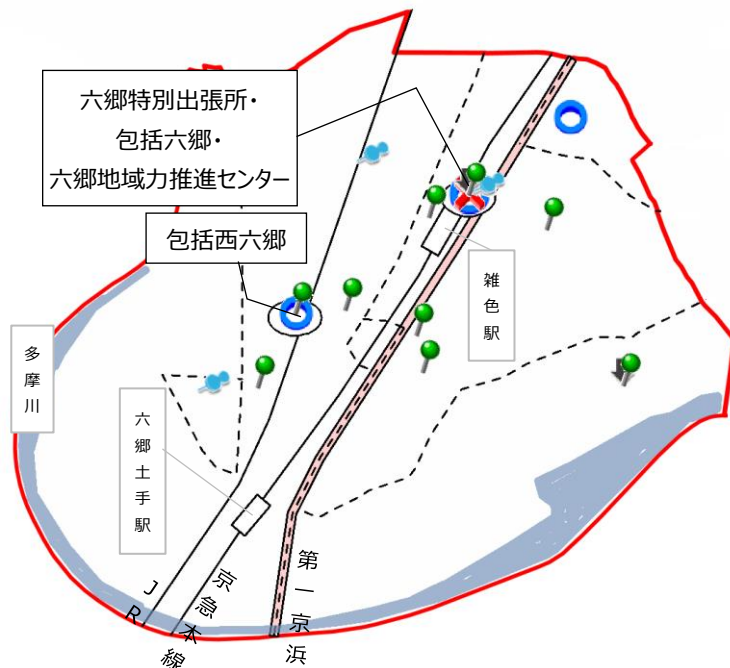 六郷特別出張所・
包括六郷・
六郷地域力推進センター
包括西六郷
雑色駅
多摩川
六郷土手駅
JR
京急本線
第一京浜